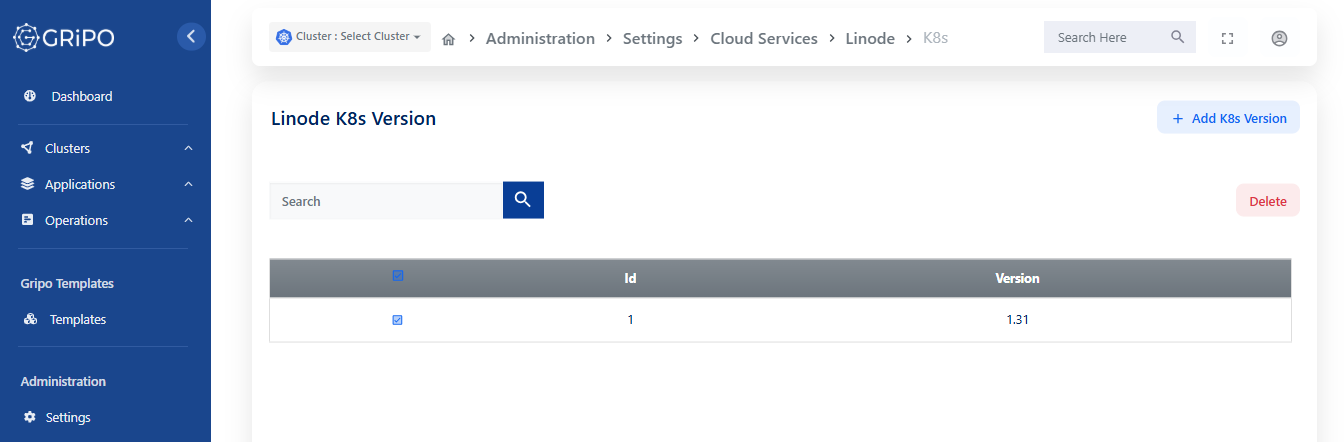 GRiPO
Cluster : Select Cluster
Administration
Settings
Cloud Services
Linode
K8s
Search Here
Dashboard
Clusters
Applications
Operations
Gripo Templates
Templates
Administration
Settings
Linode K8s Version
+ Add K8s Version
Search
Delete
Id Version
1 1.31